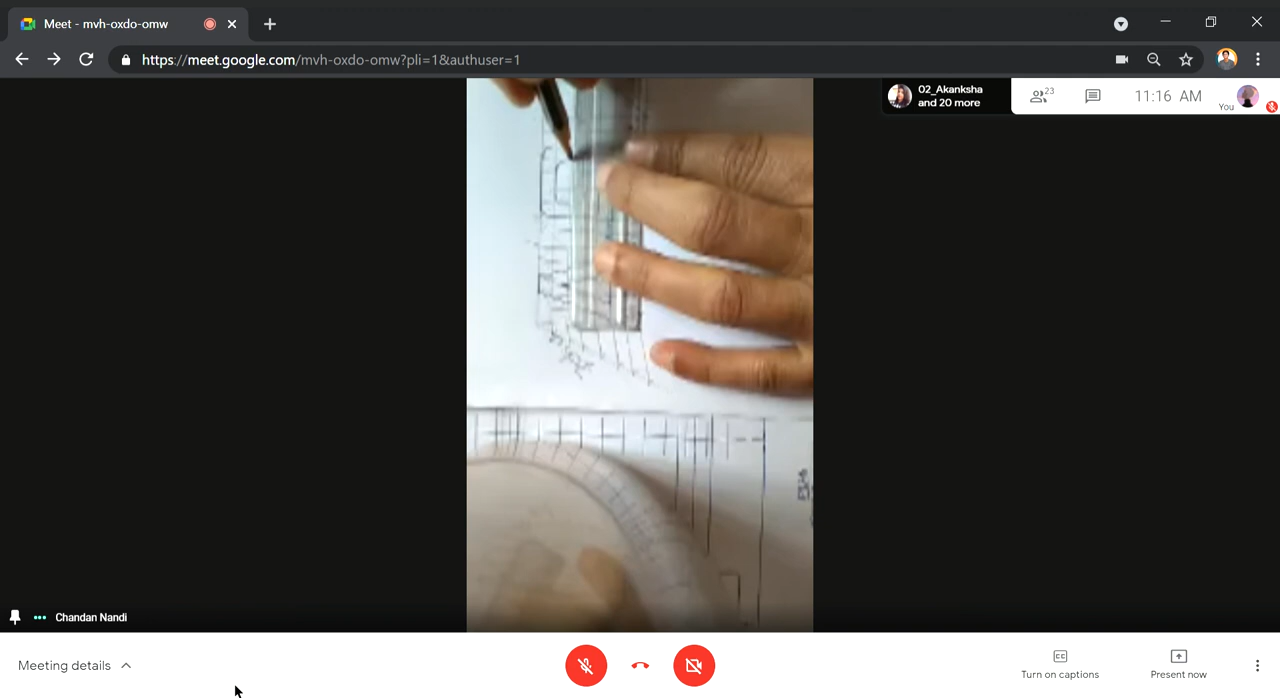 Meet - mvh-oxdo-omw
https://meet.google.com/mvh-oxdo-omw?pli=1&authuser=1
02_Akanksha
and 20 more
23
11:16 AM
You
Chandan Nandi
Meeting details
CC
Turn on captions
Present now